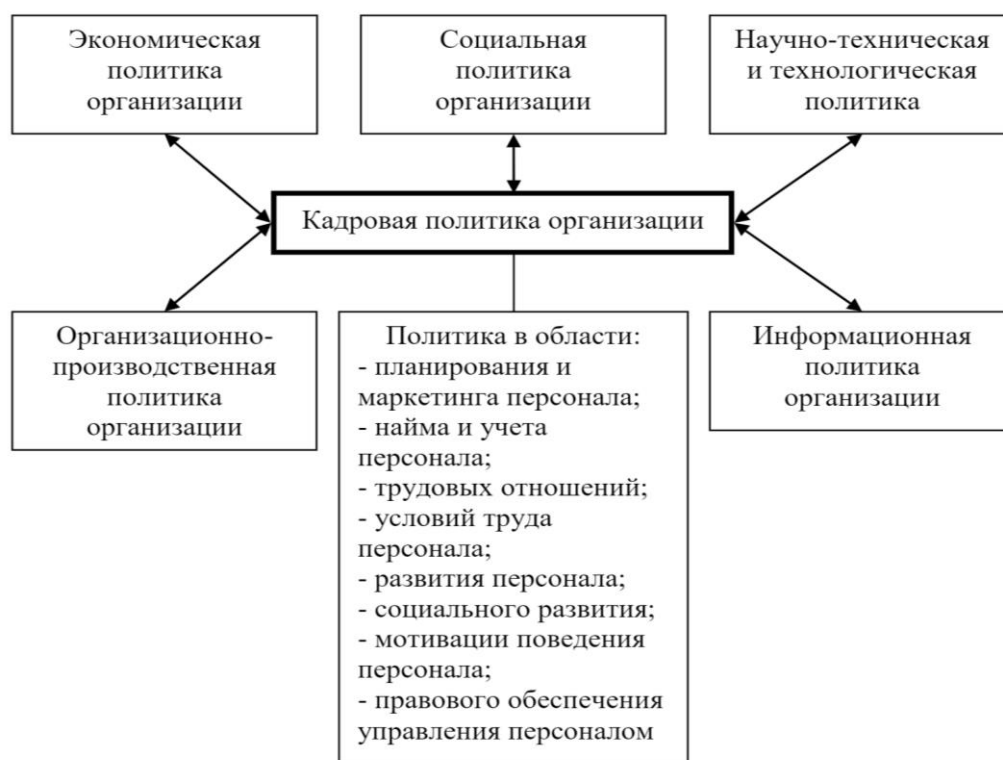 Экономическая
политика
организации
Социальная
политика
организации
Научно-техническая
и технологическая
политика
Кадровая политика организации
Организационно-
производственная
политика
организации
Политика в области:
- планирования и
маркетинга персонала;
- найма и учета
персонала;
- трудовых отношений;
- условий труда
персонала;
- развития персонала;
- социального развития;
- мотивации поведения
персонала;
- правового обеспечения
управления персоналом
Информационная
политика
организации